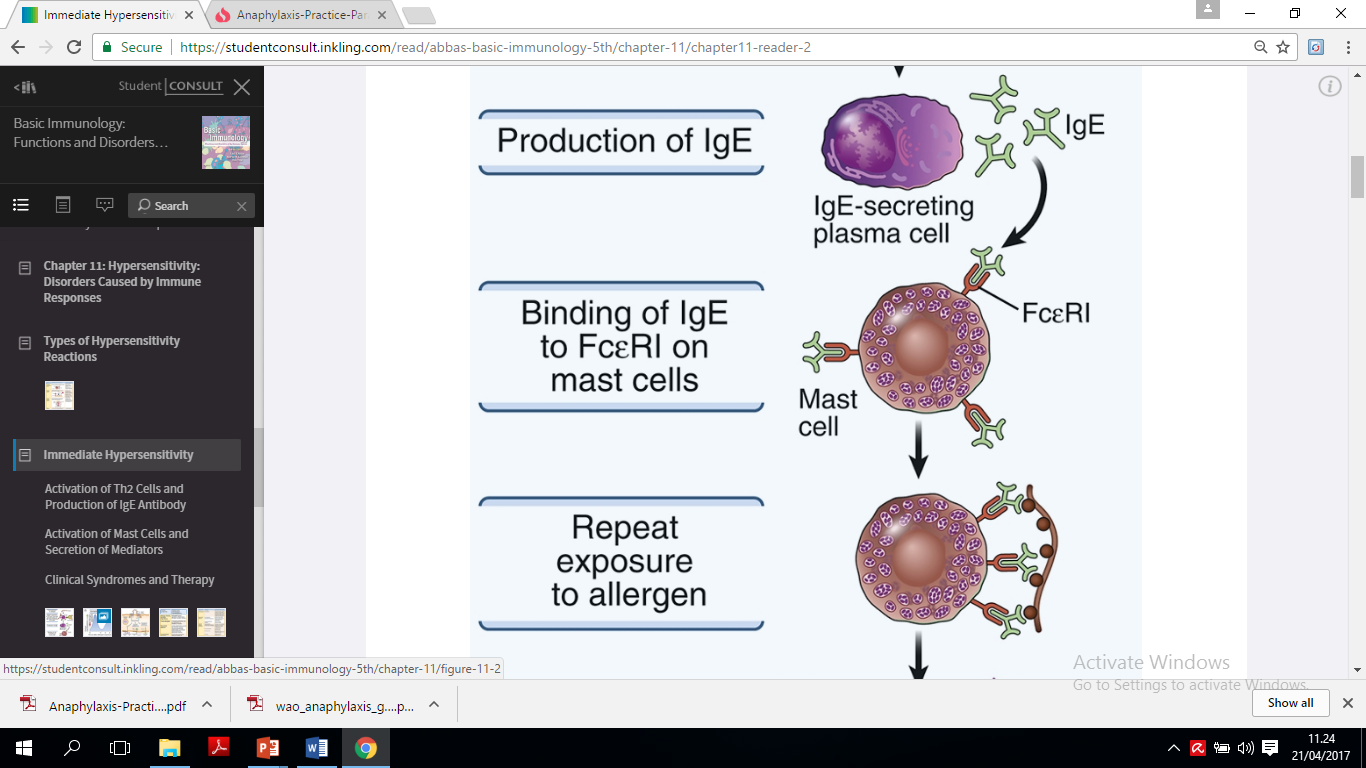 Immediate Hypersensitiv
Anaphylaxis-Practice-Par
Secure
https://studentconsult.inkling.com/read/abbas-basic-immunology-5th/chapter-11/chapter11-reader-2
Student CONSULT
Basic Immunology:
Functions and Disorders…
Search
Chapter 11: Hypersensitivity:
Disorders Caused by Immune
Responses
Types of Hypersensitivity
Reactions
Immediate Hypersensitivity
Activation of Th2 Cells and
Production of IgE Antibody
Activation of Mast Cells and
Secretion of Mediators
Clinical Syndromes and Therapy
Production of IgE
IgE
IgE-secreting
plasma cell
Binding of IgE
to FcεRI on
mast cells
FcεRI
Mast
cell
Repeat
exposure
to allergen
https://studentconsult.inkling.com/read/abbas-basic-immunology-5th/chapter-11/figure-11-2
Activate Windows
Go to Settings to activate Windows.
Anaphylaxis-Practi....pdf
wao_anaphylaxis_g....p...
Show all
11.24
21/04/2017